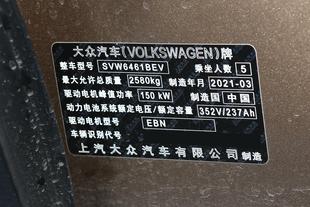 大众汽车(VOLKSWAGEN)牌
整车型号 SVW6461BEV 乘坐人数 5
最大允许总质量 2580kg 制造年月 2021-03
驱动电机峰值功率 150kW 制造国 中国
动力电池系统额定电压/额定容量 352V/237Ah
驱动电机型号 EBN
车辆识别代号
上汽大众汽车有限公司 制造